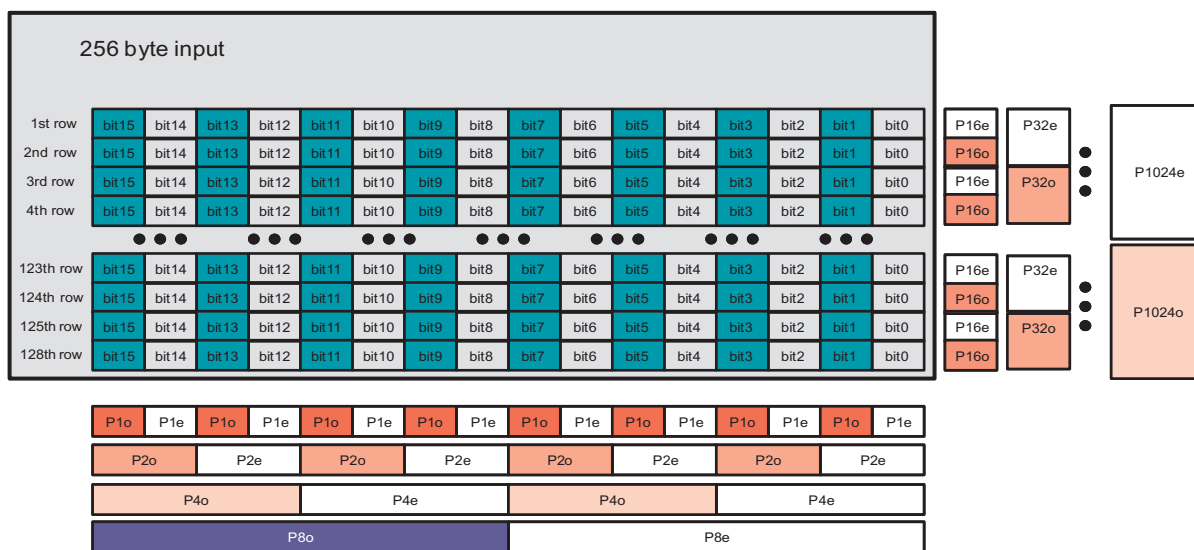 256 byte input
1st row bit15 bit14 bit13 bit12 bit11 bit10 bit9 bit8 bit7 bit6 bit5 bit4 bit3 bit2 bit1 bit0 P16e P32e
2nd row bit15 bit14 bit13 bit12 bit11 bit10 bit9 bit8 bit7 bit6 bit5 bit4 bit3 bit2 bit1 bit0 P16o
3rd row bit15 bit14 bit13 bit12 bit11 bit10 bit9 bit8 bit7 bit6 bit5 bit4 bit3 bit2 bit1 bit0 P16e P32o P1024e
4th row bit15 bit14 bit13 bit12 bit11 bit10 bit9 bit8 bit7 bit6 bit5 bit4 bit3 bit2 bit1 bit0 P16o
123th row bit15 bit14 bit13 bit12 bit11 bit10 bit9 bit8 bit7 bit6 bit5 bit4 bit3 bit2 bit1 bit0 P16e P32e
124th row bit15 bit14 bit13 bit12 bit11 bit10 bit9 bit8 bit7 bit6 bit5 bit4 bit3 bit2 bit1 bit0 P16o P1024o
125th row bit15 bit14 bit13 bit12 bit11 bit10 bit9 bit8 bit7 bit6 bit5 bit4 bit3 bit2 bit1 bit0 P16e P32o
128th row bit15 bit14 bit13 bit12 bit11 bit10 bit9 bit8 bit7 bit6 bit5 bit4 bit3 bit2 bit1 bit0 P16o
P1o P1e P1o P1e P1o P1e P1o P1e P1o P1e P1o P1e P1o P1e P1o P1e
P2o P2e P2o P2e P2o P2e P2o P2e
P4o P4e P4o P4e
P8o P8e